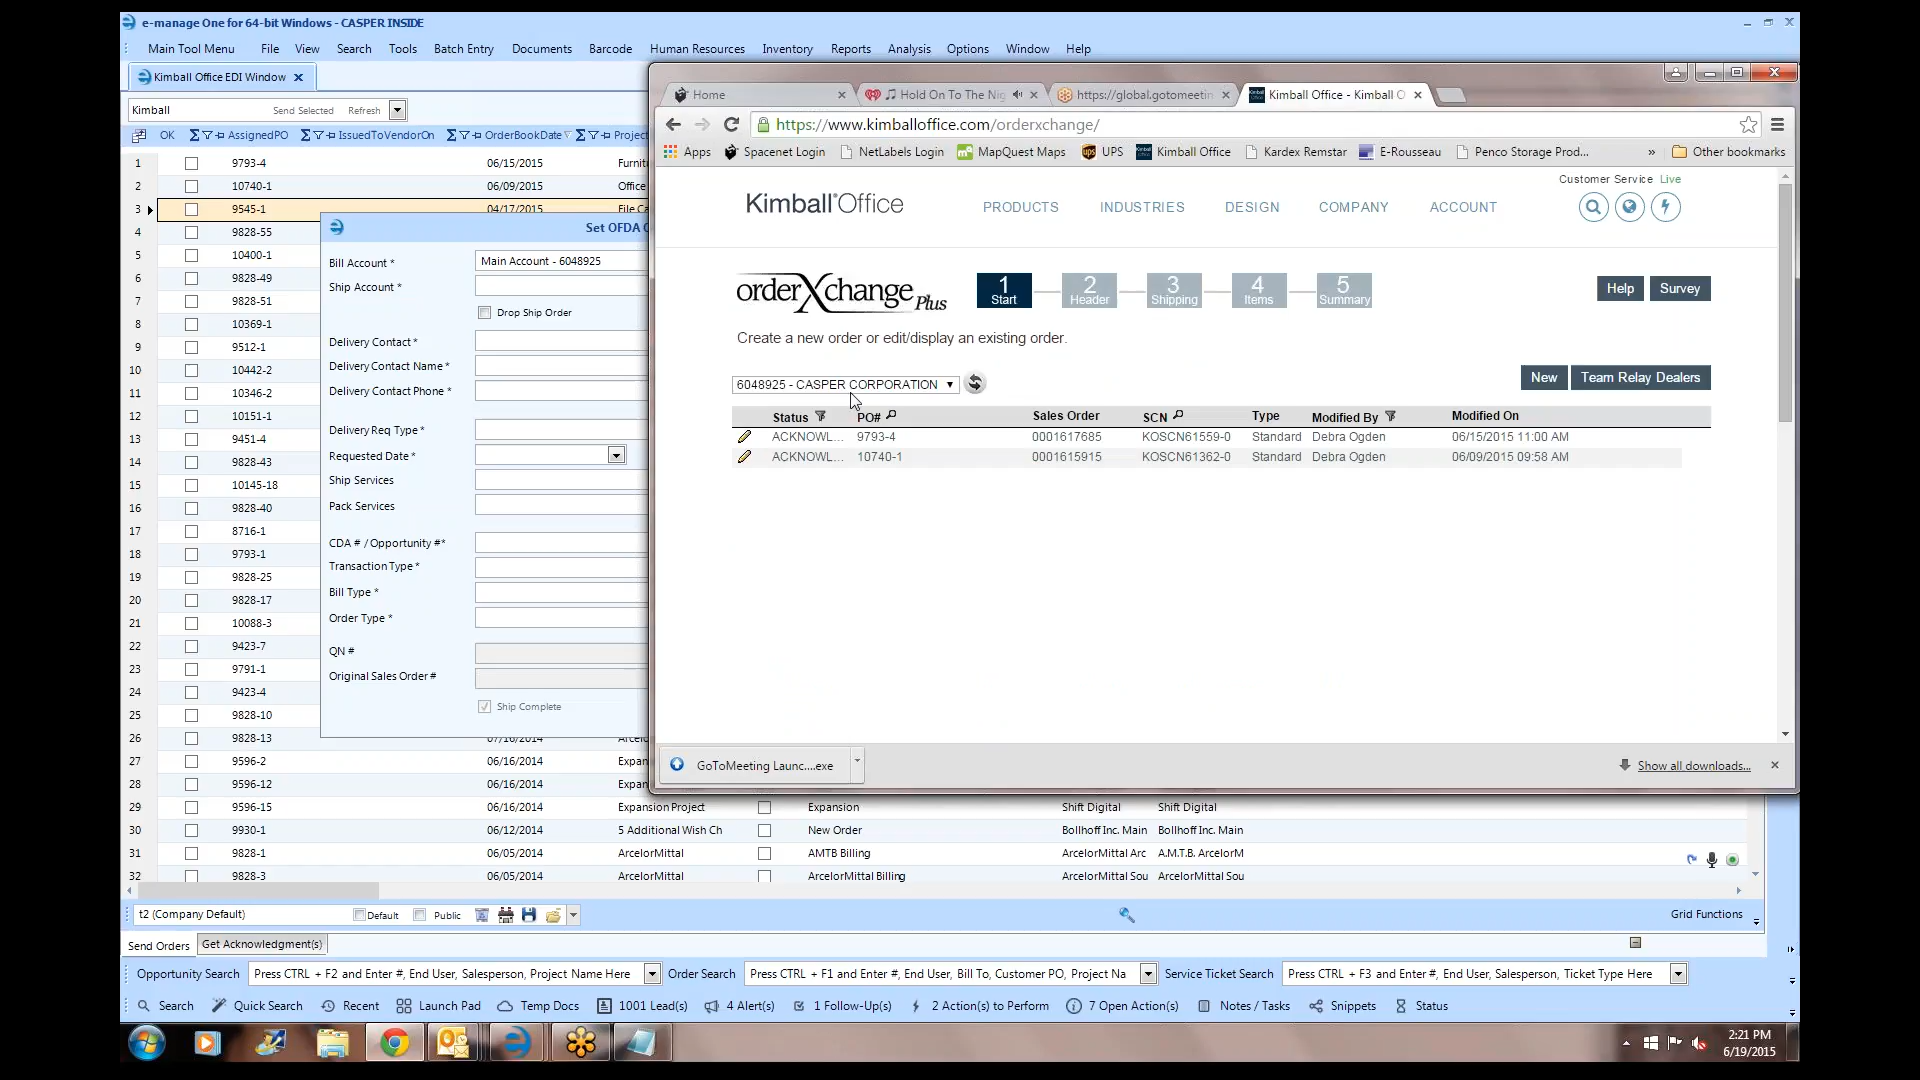 e-manage One for 64-bit Windows - CASPER INSIDE
Main Tool Menu File View Search Tools Batch Entry Documents Barcode Human Resources Inventory Reports Analysis Options Window Help
Kimball Office EDI Window
Kimball Send Selected Refresh
OK AssignedPO IssuedToVendorOn OrderBookDate Project
1 9793-4 06/15/2015 Furnit
2 10740-1 06/09/2015 Office
3 9545-1 04/17/2015 File Ca
4 9828-55
5 10400-1
6 9828-49
7 9828-51
8 10369-1
9 9512-1
10 10442-2
11 10346-2
12 10151-1
13 9451-4
14 9828-43
15 10145-18
16 9828-40
17 8716-1
18 9793-1
19 9828-25
20 9828-17
21 10088-3
22 9423-7
23 9791-1
24 9423-4
25 9828-10
26 9828-13 07/16/2014 Arcelor
27 9596-2 06/16/2014 Expan
28 9596-12 06/16/2014 Expan
29 9596-15 06/16/2014 Expansion Project Expansion Shift Digital Shift Digital
30 9930-1 06/12/2014 5 Additional Wish Ch New Order Bollhoff Inc. Main Bollhoff Inc. Main
31 9828-1 06/05/2014 ArcelorMittal AMTB Billing ArcelorMittal Arc A.M.T.B. ArcelorM
32 9828-3 06/05/2014 ArcelorMittal ArcelorMittal Billing ArcelorMittal Sou ArcelorMittal Sou
Set OFDA
Bill Account * Main Account - 6048925
Ship Account *
Drop Ship Order
Delivery Contact *
Delivery Contact Name *
Delivery Contact Phone *
Delivery Req Type *
Requested Date *
Ship Services
Pack Services
CDA # / Opportunity #*
Transaction Type *
Bill Type *
Order Type *
QN #
Original Sales Order #
Ship Complete
Home Hold On To The Nig https://global.gotomeetin Kimball Office - Kimball O
https://www.kimballoffice.com/orderxchange/
Apps Spacenet Login NetLabels Login MapQuest Maps UPS Kimball Office Kardex Remstar E-Rousseau Penco Storage Prod... » Other bookmarks
Customer Service Live
Kimball®Office PRODUCTS INDUSTRIES DESIGN COMPANY ACCOUNT
orderXchange Plus 1 Start 2 Header 3 Shipping 4 Items 5 Summary Help Survey
Create a new order or edit/display an existing order.
6048925 - CASPER CORPORATION New Team Relay Dealers
Status PO# Sales Order SCN Type Modified By Modified On
ACKNOWL... 9793-4 0001617685 KOSCN61559-0 Standard Debra Ogden 06/15/2015 11:00 AM
ACKNOWL... 10740-1 0001615915 KOSCN61362-0 Standard Debra Ogden 06/09/2015 09:58 AM
GoToMeeting Launc....exe Show all downloads...
t2 (Company Default) Default Public Grid Functions
Send Orders Get Acknowledgment(s)
Opportunity Search Press CTRL + F2 and Enter #, End User, Salesperson, Project Name Here Order Search Press CTRL + F1 and Enter #, End User, Bill To, Customer PO, Project Na Service Ticket Search Press CTRL + F3 and Enter #, End User, Salesperson, Ticket Type Here
Search Quick Search Recent Launch Pad Temp Docs 1001 Lead(s) 4 Alert(s) 1 Follow-Up(s) 2 Action(s) to Perform 7 Open Action(s) Notes / Tasks Snippets Status
2:21 PM
6/19/2015